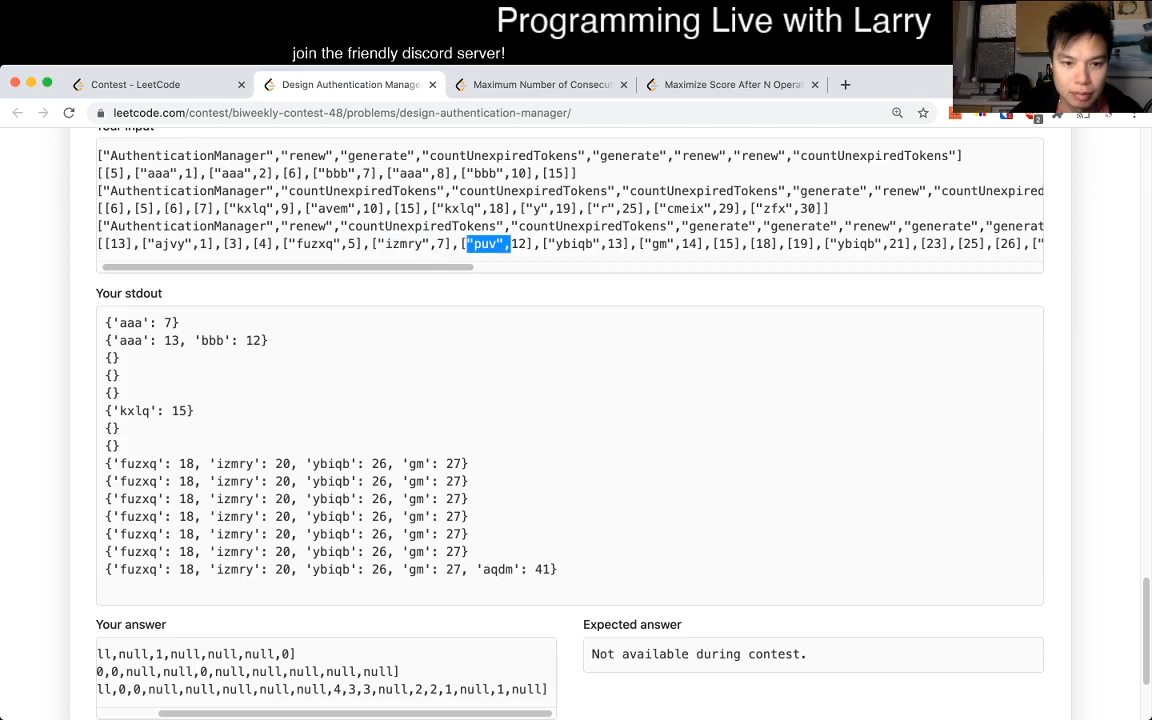 Programming Live with Larry
join the friendly discord server!
Contest - LeetCode
Design Authentication Manage
Maximum Number of Consecut
Maximize Score After N Operat
leetcode.com/contest/biweekly-contest-48/problems/design-authentication-manager/
2
Your input
["AuthenticationManager","renew","generate","countUnexpiredTokens","generate","renew","renew","countUnexpiredTokens"]
[[5],["aaa",1],["aaa",2],[6],["bbb",7],["aaa",8],["bbb",10],[15]]
["AuthenticationManager","countUnexpiredTokens","countUnexpiredTokens","countUnexpiredTokens","generate","renew","countUnexpired
[[6],[5],[6],[7],["kxlq",9],["avem",10],[15],["kxlq",18],["y",19],["r",25],["cmeix",29],["zfx",30]]
["AuthenticationManager","renew","countUnexpiredTokens","countUnexpiredTokens","generate","generate","renew","generate","generat
[[13],["ajvy",1],[3],[4],["fuzxq",5],["izmry",7],["puv",12],["ybiqb",13],["gm",14],[15],[18],[19],["ybiqb",21],[23],[25],[26],["
Your stdout
{'aaa': 7}
{'aaa': 13, 'bbb': 12}
{}
{}
{}
{'kxlq': 15}
{}
{}
{'fuzxq': 18, 'izmry': 20, 'ybiqb': 26, 'gm': 27}
{'fuzxq': 18, 'izmry': 20, 'ybiqb': 26, 'gm': 27}
{'fuzxq': 18, 'izmry': 20, 'ybiqb': 26, 'gm': 27}
{'fuzxq': 18, 'izmry': 20, 'ybiqb': 26, 'gm': 27}
{'fuzxq': 18, 'izmry': 20, 'ybiqb': 26, 'gm': 27}
{'fuzxq': 18, 'izmry': 20, 'ybiqb': 26, 'gm': 27}
{'fuzxq': 18, 'izmry': 20, 'ybiqb': 26, 'gm': 27, 'aqdm': 41}
Your answer
Expected answer
ll,null,1,null,null,null,0]
0,0,null,null,0,null,null,null,null,null]
ll,0,0,null,null,null,null,null,4,3,3,null,2,2,1,null,1,null]
Not available during contest.